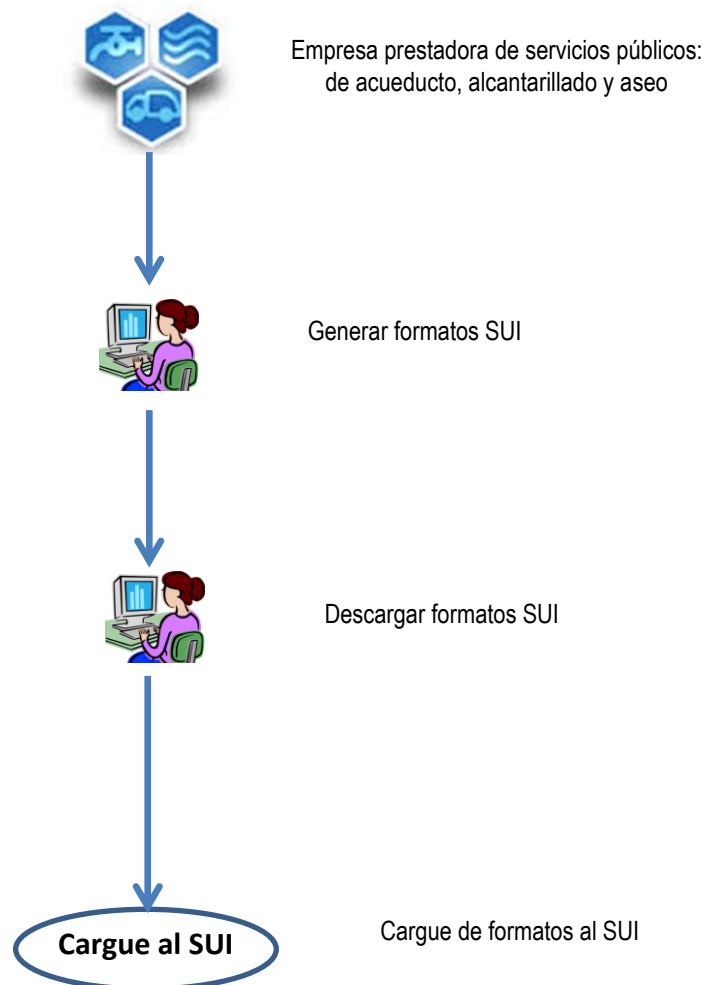 Empresa prestadora de servicios públicos:
de acueducto, alcantarillado y aseo
Generar formatos SUI
Descargar formatos SUI
Cargue al SUI
Cargue de formatos al SUI